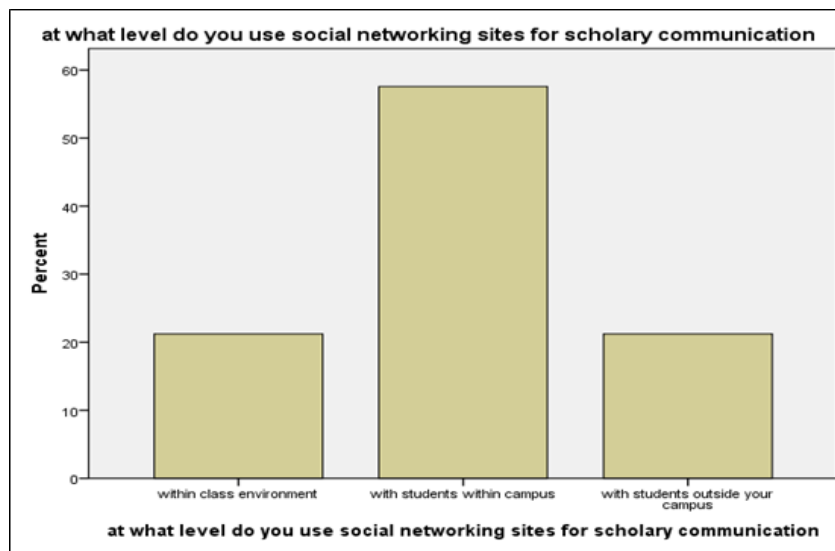 at what level do you use social networking sites for scholary communication
60
50
40
30
20
10
0
Percent
within class environment
with students within campus
with students outside your
campus
at what level do you use social networking sites for scholary communication